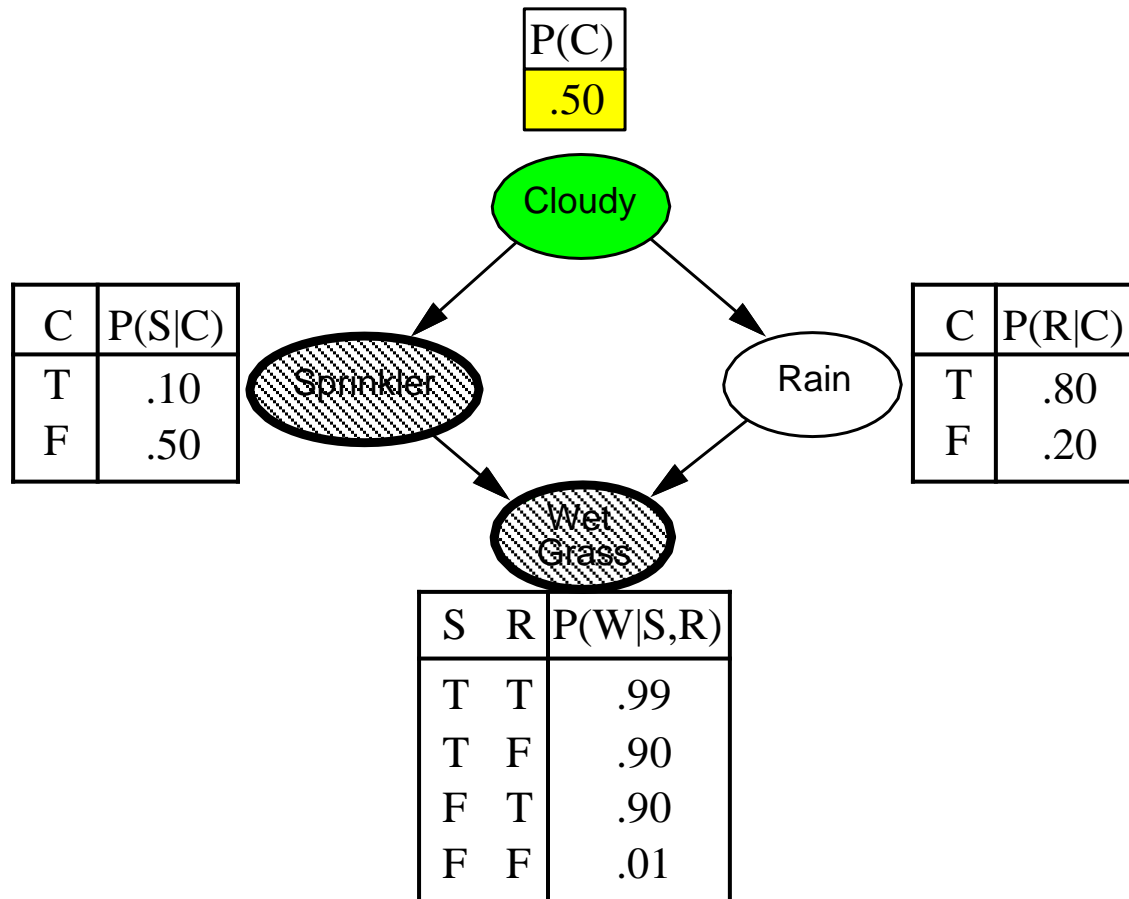 P(C)
.50
Cloudy
C P(S|C)
T .10
F .50
Sprinkler
Rain
C P(R|C)
T .80
F .20
Wet
Grass
S R P(W|S,R)
T T .99
T F .90
F T .90
F F .01